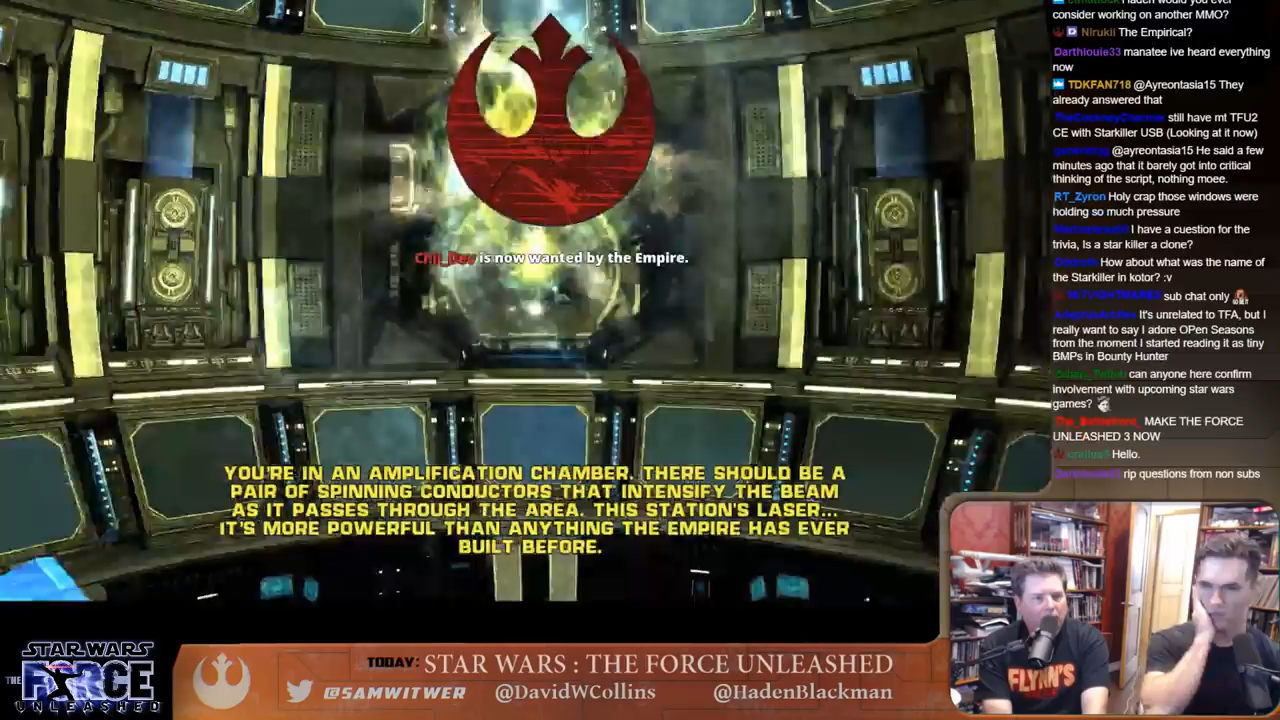 Chii_Dev is now wanted by the Empire.
YOU'RE IN AN AMPLIFICATION CHAMBER. THERE SHOULD BE A
PAIR OF SPINNING CONDUCTORS THAT INTENSIFY THE BEAM
AS IT PASSES THROUGH THE AREA. THIS STATION'S LASER...
IT'S MORE POWERFUL THAN ANYTHING THE EMPIRE HAS EVER
BUILT BEFORE.
consider working on another MMO?
Nlrukii The Empirical?
Darthlouie33 manatee ive heard everything
now
TDKFAN718 @Ayreontasia15 They
already answered that
still have mt TFU2
CE with Starkiller USB (Looking at it now)
@ayreontasia15 He said a few
minutes ago that it barely got into critical
thinking of the script, nothing moee.
RT_Zyron Holy crap those windows were
holding so much pressure
I have a cuestion for the
trivia, Is a star killer a clone?
How about what was the name of
the Starkiller in kotor? :v
sub chat only
It's unrelated to TFA, but I
really want to say I adore OPen Seasons
from the moment I started reading it as tiny
BMPs in Bounty Hunter
can anyone here confirm
involvement with upcoming star wars
games?
MAKE THE FORCE
UNLEASHED 3 NOW
Hello.
rip questions from non subs
FLYNN'S
STAR WARS
THE FORCE
UNLEASHED
TODAY: STAR WARS : THE FORCE UNLEASHED
@SAMWITWER @DavidWCollins @HadenBlackman